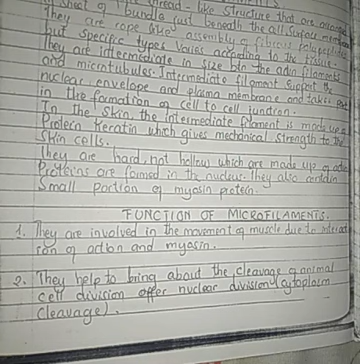 thread - like structure that are
sheet or bundle just beneath the all surface
They are rope like assembly of fibrous polypeptides
but specific types varies according to the tissue.
They are intermediate in size b/w the actin filaments
and microtubules. Intermediate filament support the
nuclear envelope and plasma membrane and takes part
in the formation of cell to cell junction.
In the skin, the intermediate filament is made up of
Protein Keratin which gives mechanical strength to the
skin cells.
They are hard, not hollow which are made up of
Proteins are formed in the nucleus. They also contain
small portion of myosin protein.
FUNCTION OF MICROFILAMENTS.
1. They are involved in the movement of muscle due to
ion of action and myosin.
2. They help to bring about the cleavage of animal
cell division offer nuclear division (cytoplasm
cleavage).